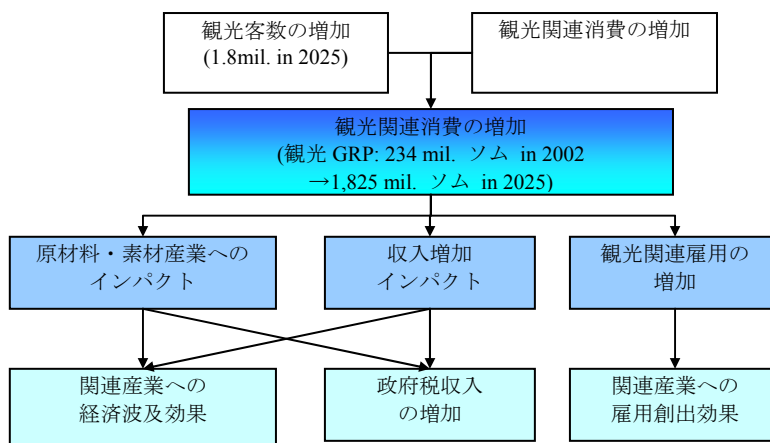 観光客数の増加
(1.8mil. in 2025)
観光関連消費の増加
観光関連消費の増加
(観光 GRP: 234 mil. ソム in 2002
→1,825 mil. ソム in 2025)
原材料・素材産業への
インパクト
収入増加
インパクト
観光関連雇用の
増加
関連産業への
経済波及効果
政府税収入
の増加
関連産業への
雇用創出効果